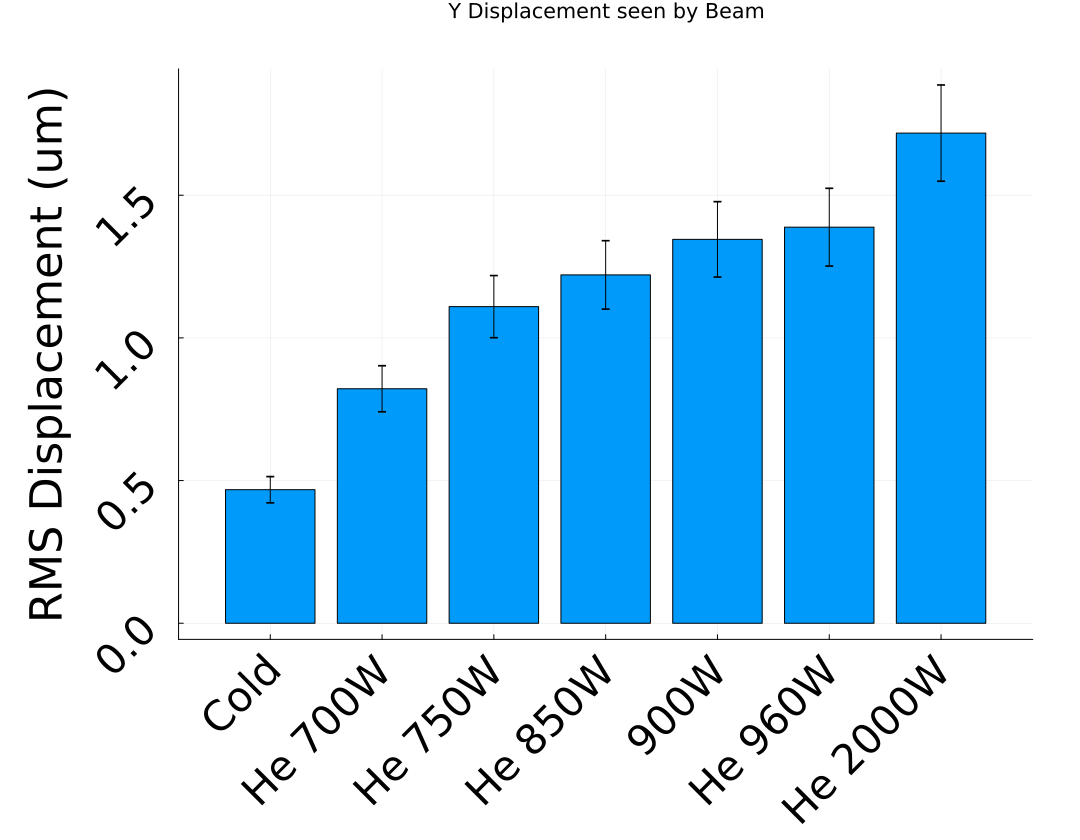 Y Displacement seen by Beam
RMS Displacement (um)
1.5
1.0
0.5
0.0
Cold
He 700W
He 750W
He 850W
900W
He 960W
He 2000W